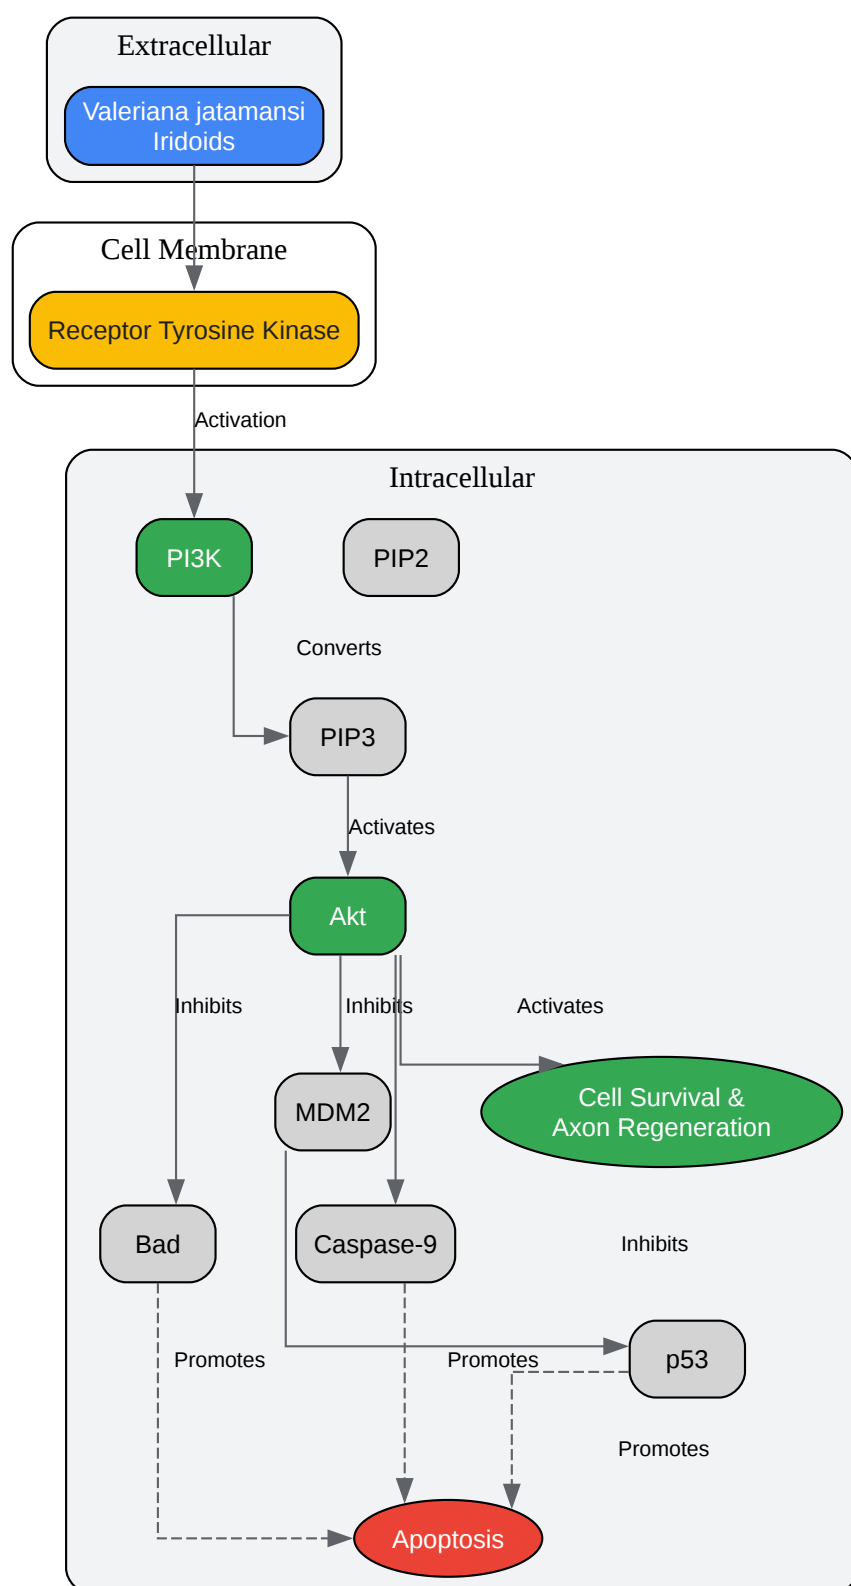 Extracellular
Valeriana jatamansi
Iridoids
Cell Membrane
Receptor Tyrosine Kinase
Activation
Intracellular
PI3K
PIP2
Converts
PIP3
Activates
Akt
Inhibits
Inhibits
Activates
MDM2
Cell Survival &
Axon Regeneration
Bad
Caspase-9
Inhibits
Promotes
Promotes
p53
Promotes
Apoptosis